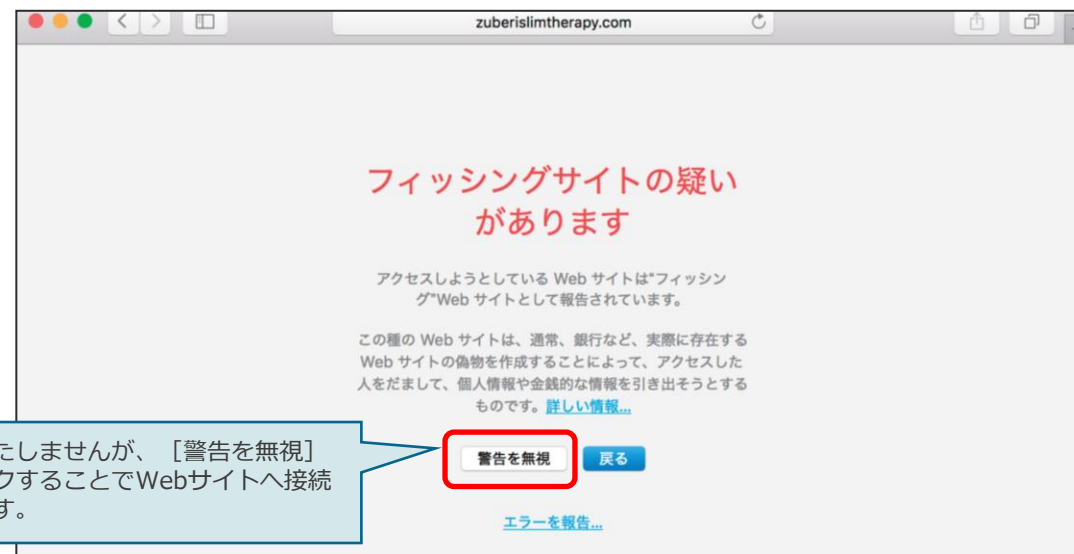 zuberislimtherapy.com
フィッシングサイトの疑い
があります
アクセスしようとしている Web サイトは"フィッシン
グ"Web サイトとして報告されています。
この種の Web サイトは、通常、銀行など、実際に存在する
Web サイトの偽物を作成することによって、アクセスした
人をだまして、個人情報や金銭的な情報を引き出そうとする
ものです。詳しい情報...
たしませんが、［警告を無視］
クすることでWebサイトへ接続
す。
警告を無視
戻る
エラーを報告...